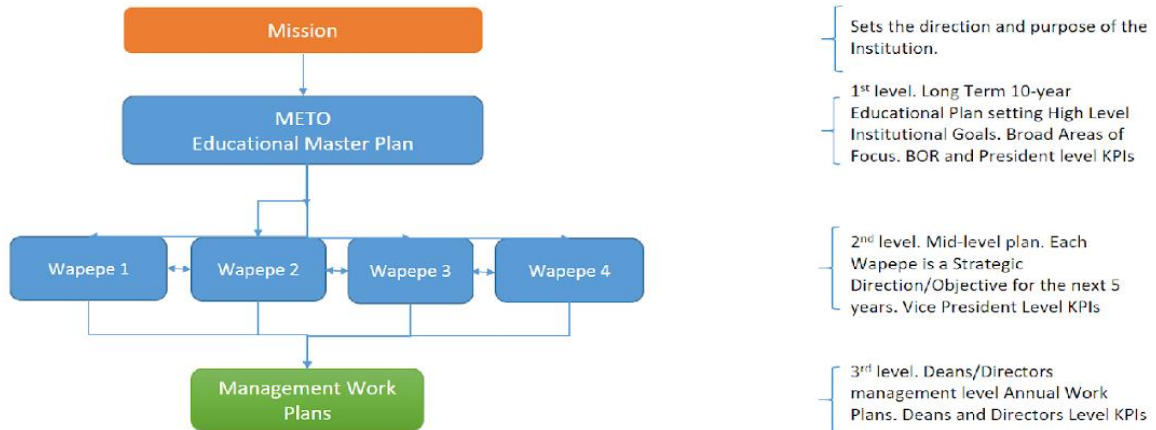 Mission
Sets the direction and purpose of the
Institution.
METO
Educational Master Plan
1st level. Long Term 10-year
Educational Plan setting High Level
Institutional Goals. Broad Areas of
Focus. BOR and President level KPIs
Wapepe 1
Wapepe 2
Wapepe 3
Wapepe 4
2nd level. Mid-level plan. Each
Wapepe is a Strategic
Direction/Objective for the next 5
years. Vice President Level KPIs
Management Work
Plans
3rd level. Deans/Directors
management level Annual Work
Plans. Deans and Directors Level KPIs